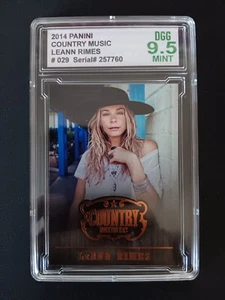 2014 PANINI
COUNTRY MUSIC
LEANN RIMES
# 029 Serial# 257760
DGG
9.5
MINT
COUNTRY
LEANN RIMES